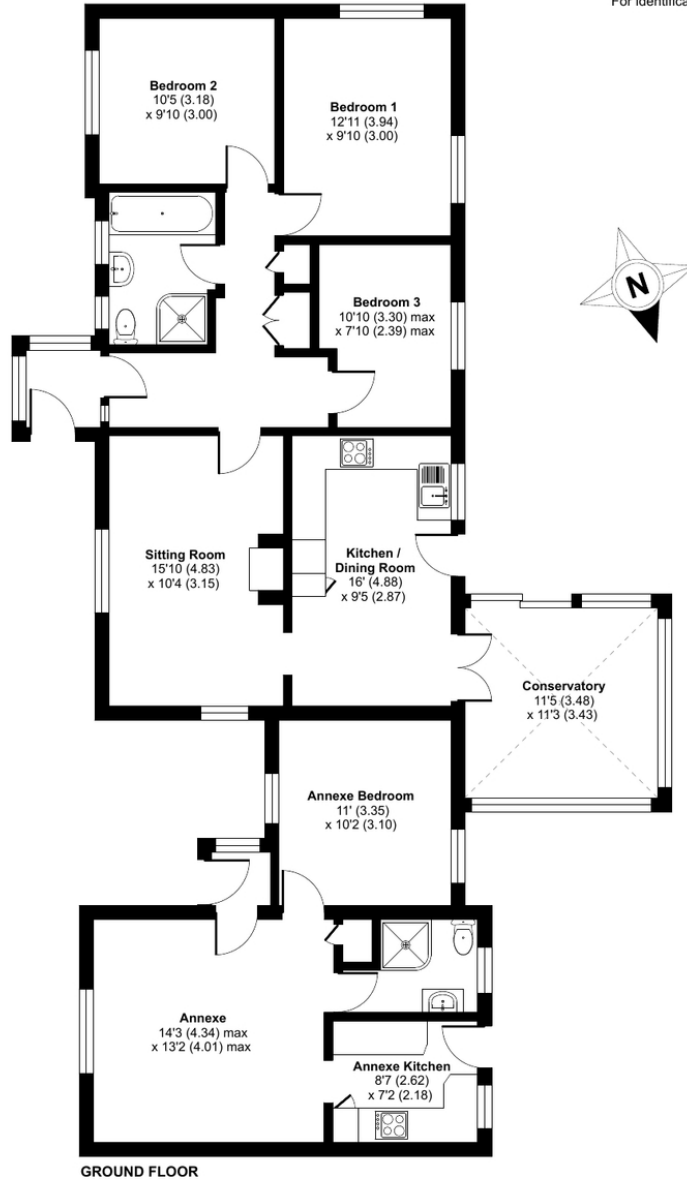 For identifica
Bedroom 2
10'5 (3.18)
x 9'10 (3.00)
Bedroom 1
12'11 (3.94)
x 9'10 (3.00)
N
Bedroom 3
10'10 (3.30) max
x 7'10 (2.39) max
Sitting Room
15'10 (4.83)
x 10'4 (3.15)
Kitchen /
Dining Room
16' (4.88)
x 9'5 (2.87)
Conservatory
11'5 (3.48)
x 11'3 (3.43)
Annexe Bedroom
11' (3.35)
x 10'2 (3.10)
Annexe
14'3 (4.34) max
x 13'2 (4.01) max
Annexe Kitchen
8'7 (2.62)
x 7'2 (2.18)
GROUND FLOOR